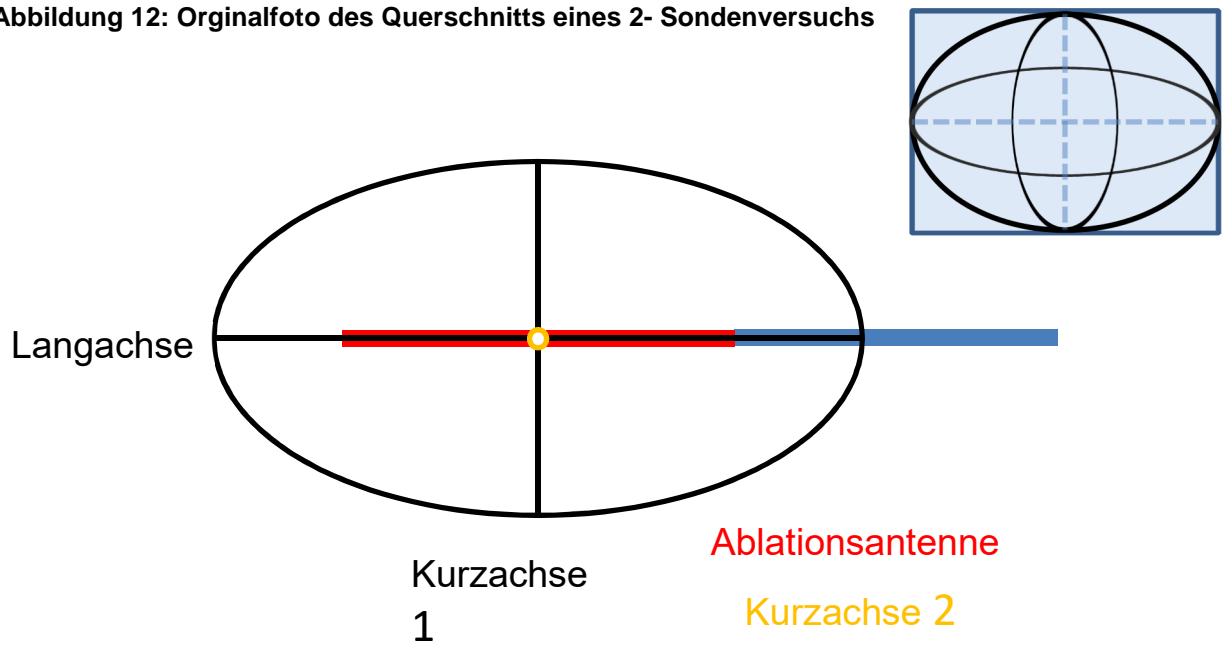 Abbildung 12: Orginalfoto des Querschnitts eines 2- Sondenversuchs
Langachse
Ablationsantenne
Kurzachse
1
Kurzachse 2